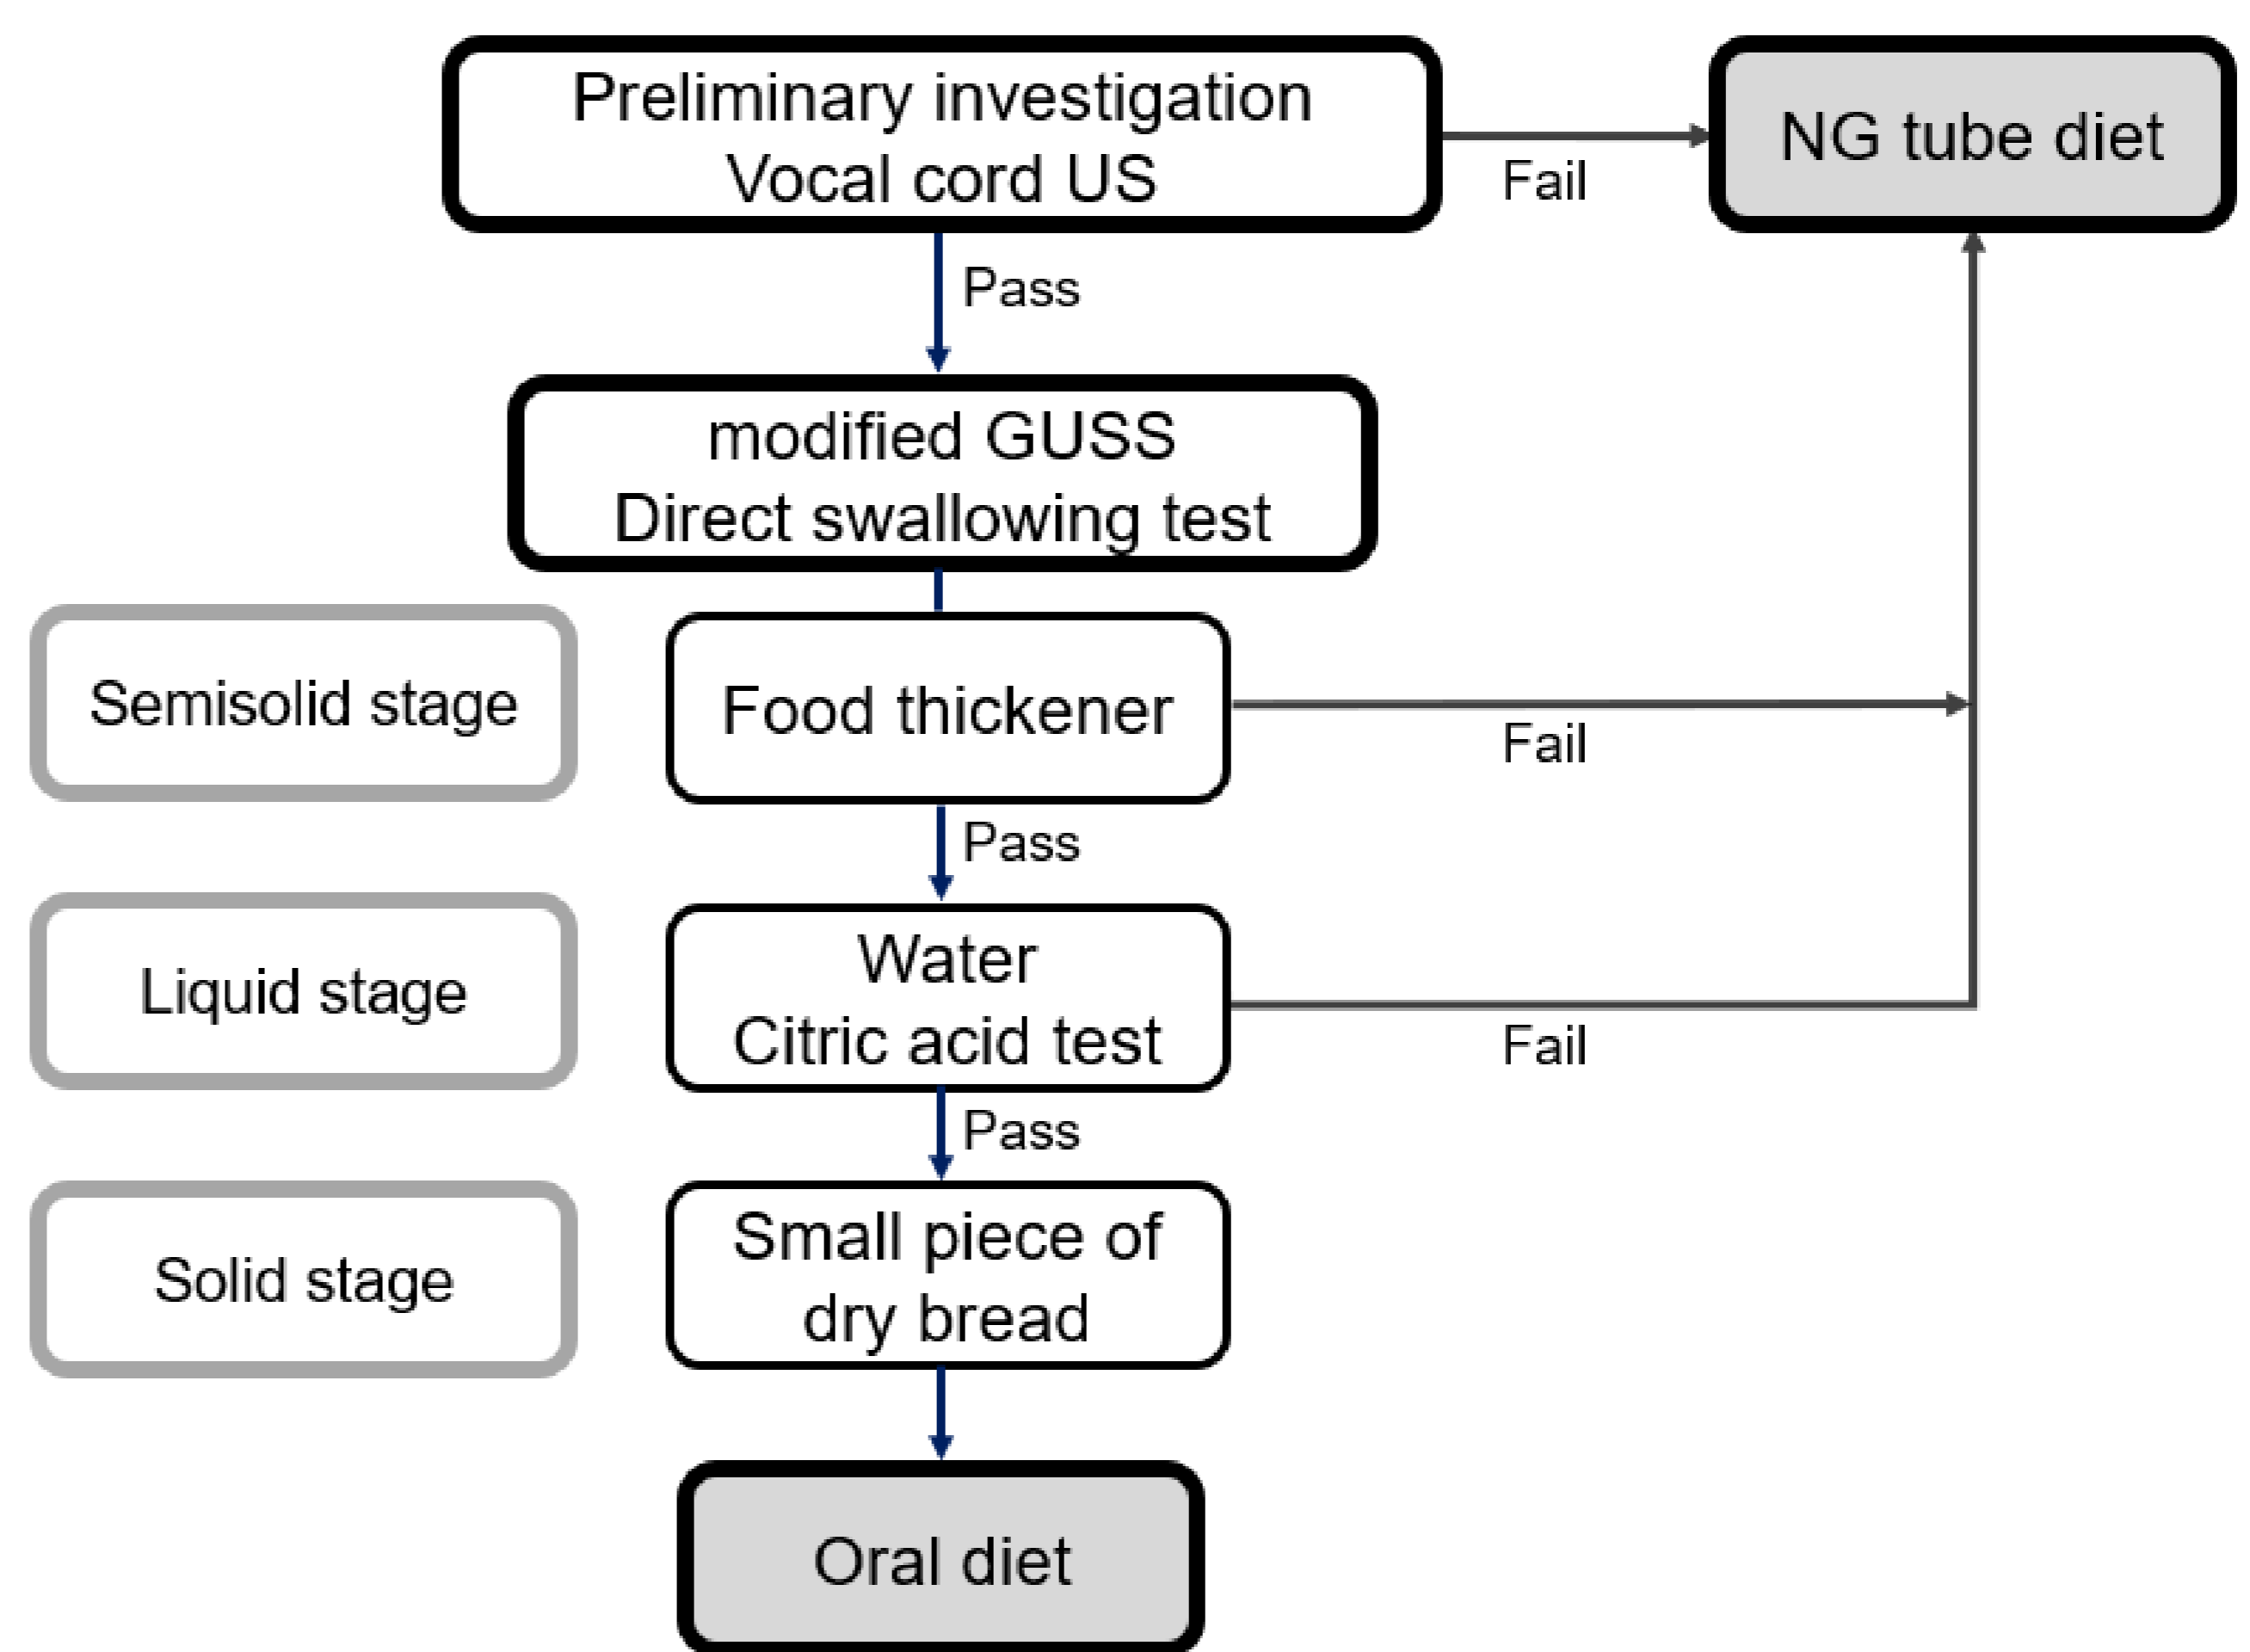 Preliminary investigation
Vocal cord US
NG tube diet
Fail
Pass
modified GUSS
Direct swallowing test
Semisolid stage
Food thickener
Fail
Pass
Liquid stage
Water
Citric acid test
Fail
Pass
Solid stage
Small piece of
dry bread
Oral diet